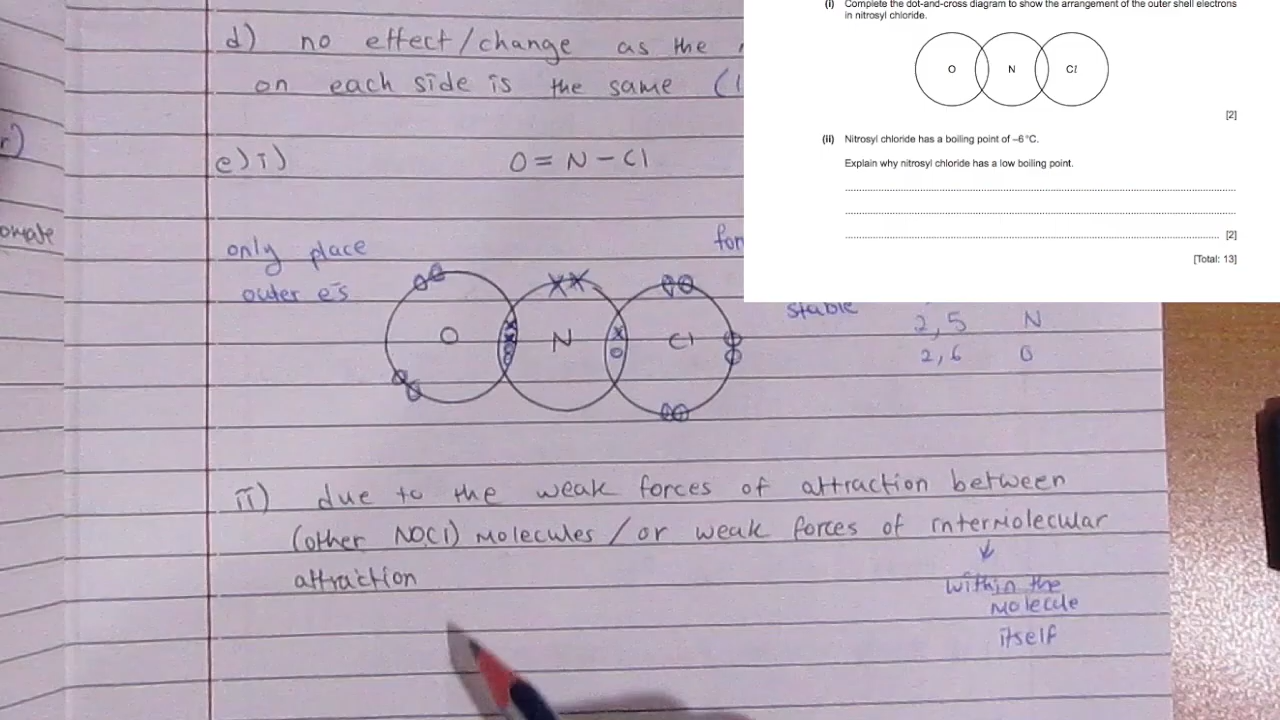 d) no effect/change as the
on each side is the same (1
e) i) O = N - Cl
only place
outer e⁻s
for
O N Cl
stable
2,5 N
2,6 O
ii) due to the weak forces of attraction between
(other NOCl) molecules / or weak forces of intermolecular
attraction
within the
molecule
itself
(i) Complete the dot-and-cross diagram to show the arrangement of the outer shell electrons
in nitrosyl chloride.
O N Cl
[2]
(ii) Nitrosyl chloride has a boiling point of –6°C.
Explain why nitrosyl chloride has a low boiling point.
[2]
[Total: 13]